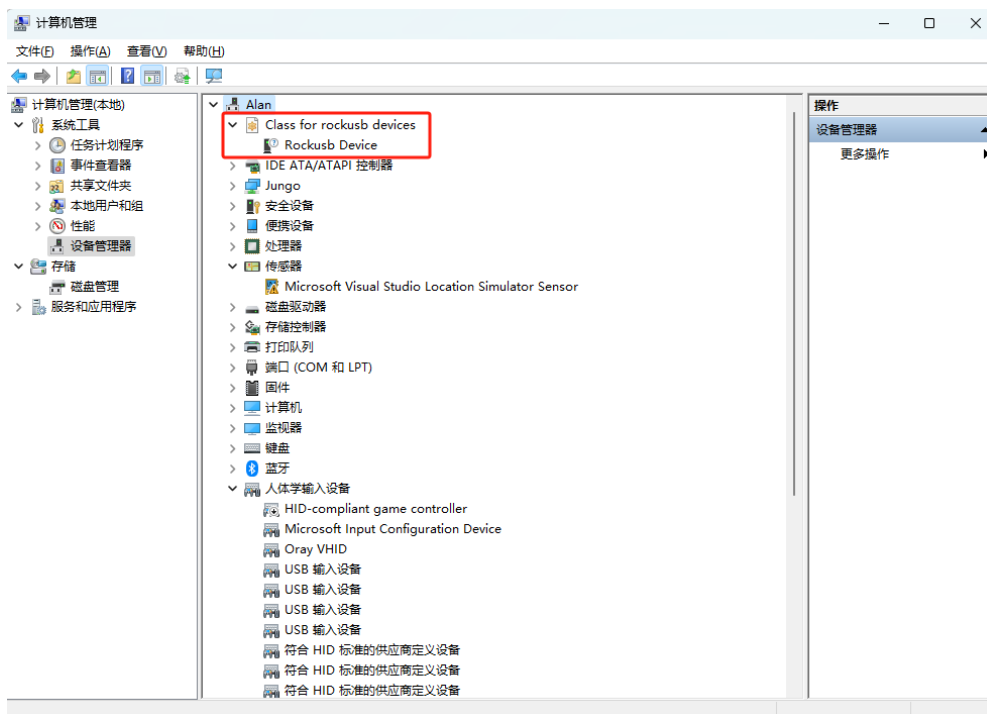 计算机管理
文件(F) 操作(A) 查看(V) 帮助(H)
计算机管理(本地)
系统工具
任务计划程序
事件查看器
共享文件夹
本地用户和组
性能
设备管理器
存储
磁盘管理
服务和应用程序
Alan
Class for rockusb devices
Rockusb Device
IDE ATA/ATAPI 控制器
Jungo
安全设备
便携设备
处理器
传感器
Microsoft Visual Studio Location Simulator Sensor
磁盘驱动器
存储控制器
打印队列
端口 (COM 和 LPT)
固件
计算机
监视器
键盘
蓝牙
人体学输入设备
HID-compliant game controller
Microsoft Input Configuration Device
Oray VHID
USB 输入设备
USB 输入设备
USB 输入设备
USB 输入设备
符合 HID 标准的供应商定义设备
符合 HID 标准的供应商定义设备
符合 HID 标准的供应商定义设备
操作
设备管理器
更多操作